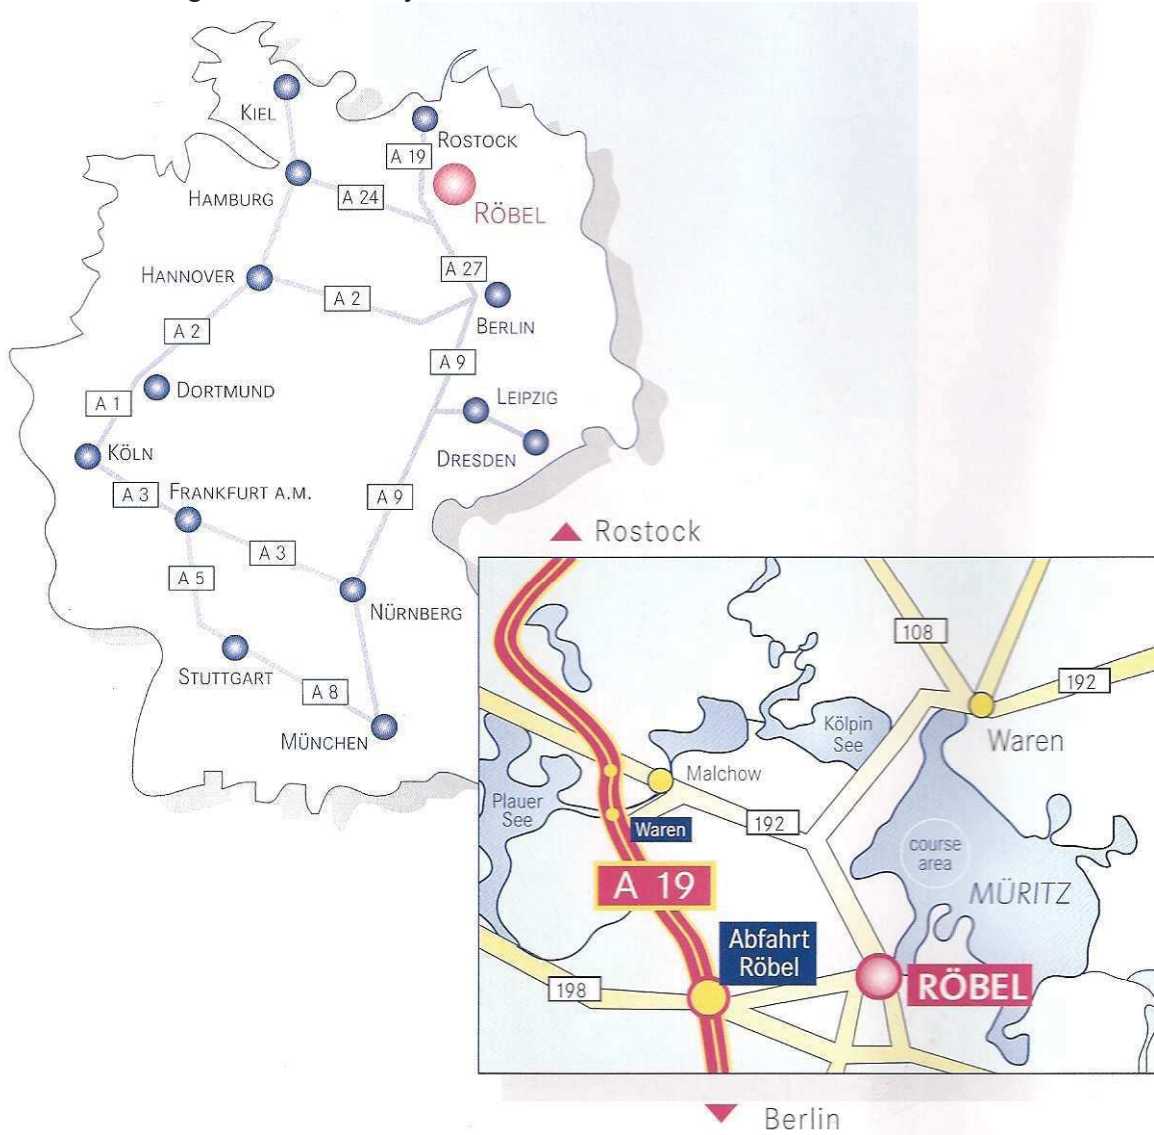 KIEL
ROSTOCK
A 19
HAMBURG
A 24
RÖBEL
HANNOVER
A 27
A 2
BERLIN
A 2
A 9
DORTMUND
LEIPZIG
A 1
KÖLN
DRESDEN
A 3
FRANKFURT A.M.
A 9
A 3
A 5
NÜRNBERG
STUTTGART
A 8
MÜNCHEN
Rostock
108
192
Kölpin
See
Waren
Malchow
Plauer
See
Waren
192
course
area
A 19
MÜRITZ
Abfahrt
Röbel
198
RÖBEL
Berlin